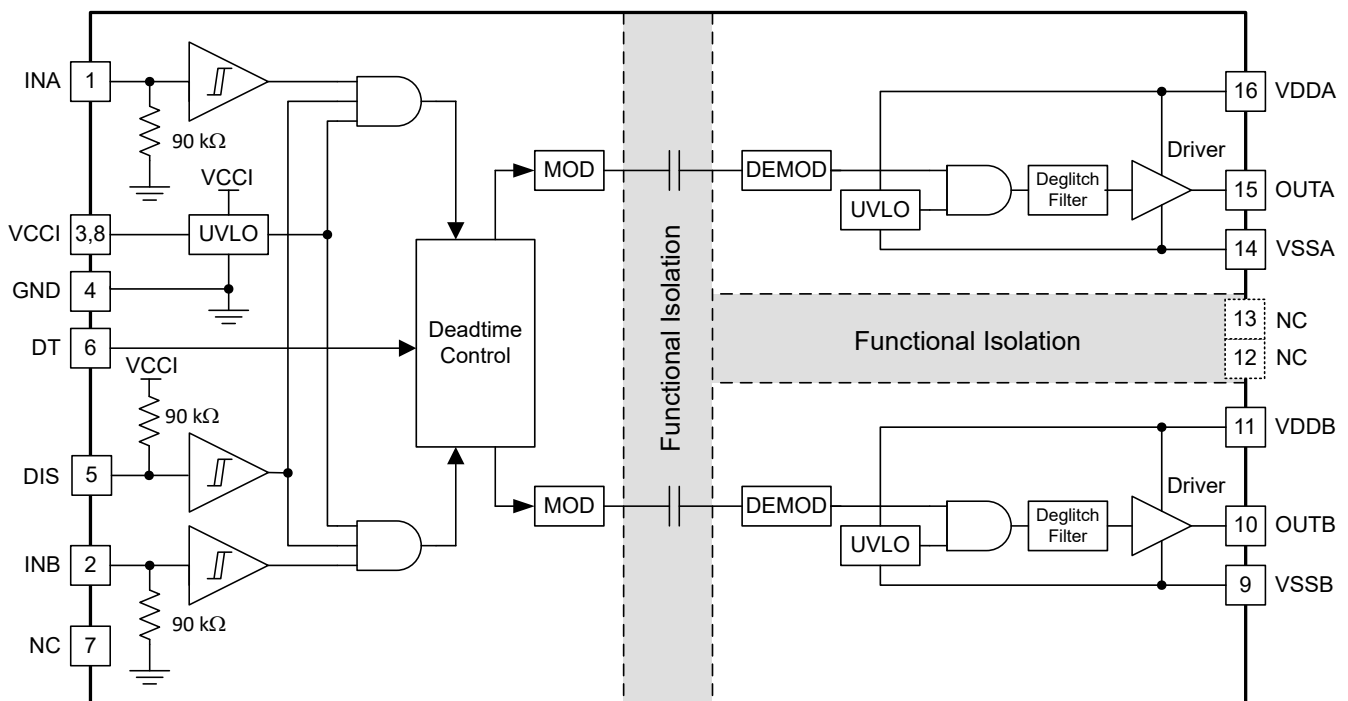 INA
1
90 kΩ
VCCI
VCCI
3,8
UVLO
GND
4
DT
6
VCCI
90 kΩ
DIS
5
INB
2
90 kΩ
NC
7
Deadtime
Control
MOD
MOD
Functional Isolation
DEMOD
UVLO
Deglitch
Filter
Driver
16
VDDA
15
OUTA
14
VSSA
Functional Isolation
13
NC
12
NC
DEMOD
UVLO
Deglitch
Filter
Driver
11
VDDB
10
OUTB
9
VSSB